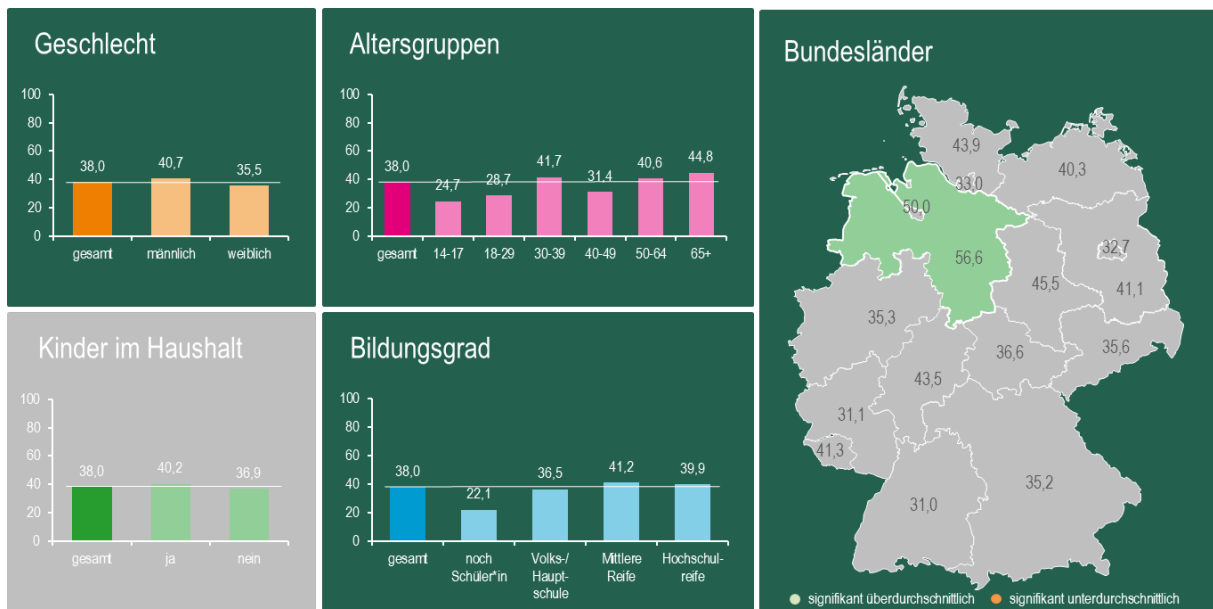 Geschlecht
100
80
60
40
20
0
38,0
40,7
35,5
gesamt
männlich
weiblich
Altersgruppen
100
80
60
40
20
0
38,0
24,7
28,7
41,7
31,4
40,6
44,8
gesamt
14-17
18-29
30-39
40-49
50-64
65+
Kinder im Haushalt
100
80
60
40
20
0
38,0
40,2
36,9
gesamt
ja
nein
Bildungsgrad
100
80
60
40
20
0
38,0
22,1
36,5
41,2
39,9
gesamt
noch
Schüler*in
Volks-/
Haupt-
schule
Mittlere
Reife
Hochschul-
reife
Bundesländer
43,9
40,3
33,0
50,0
56,6
32,7
45,5
41,1
35,3
36,6
35,6
43,5
31,1
41,3
35,2
31,0
signifikant überdurchschnittlich
signifikant unterdurchschnittlich